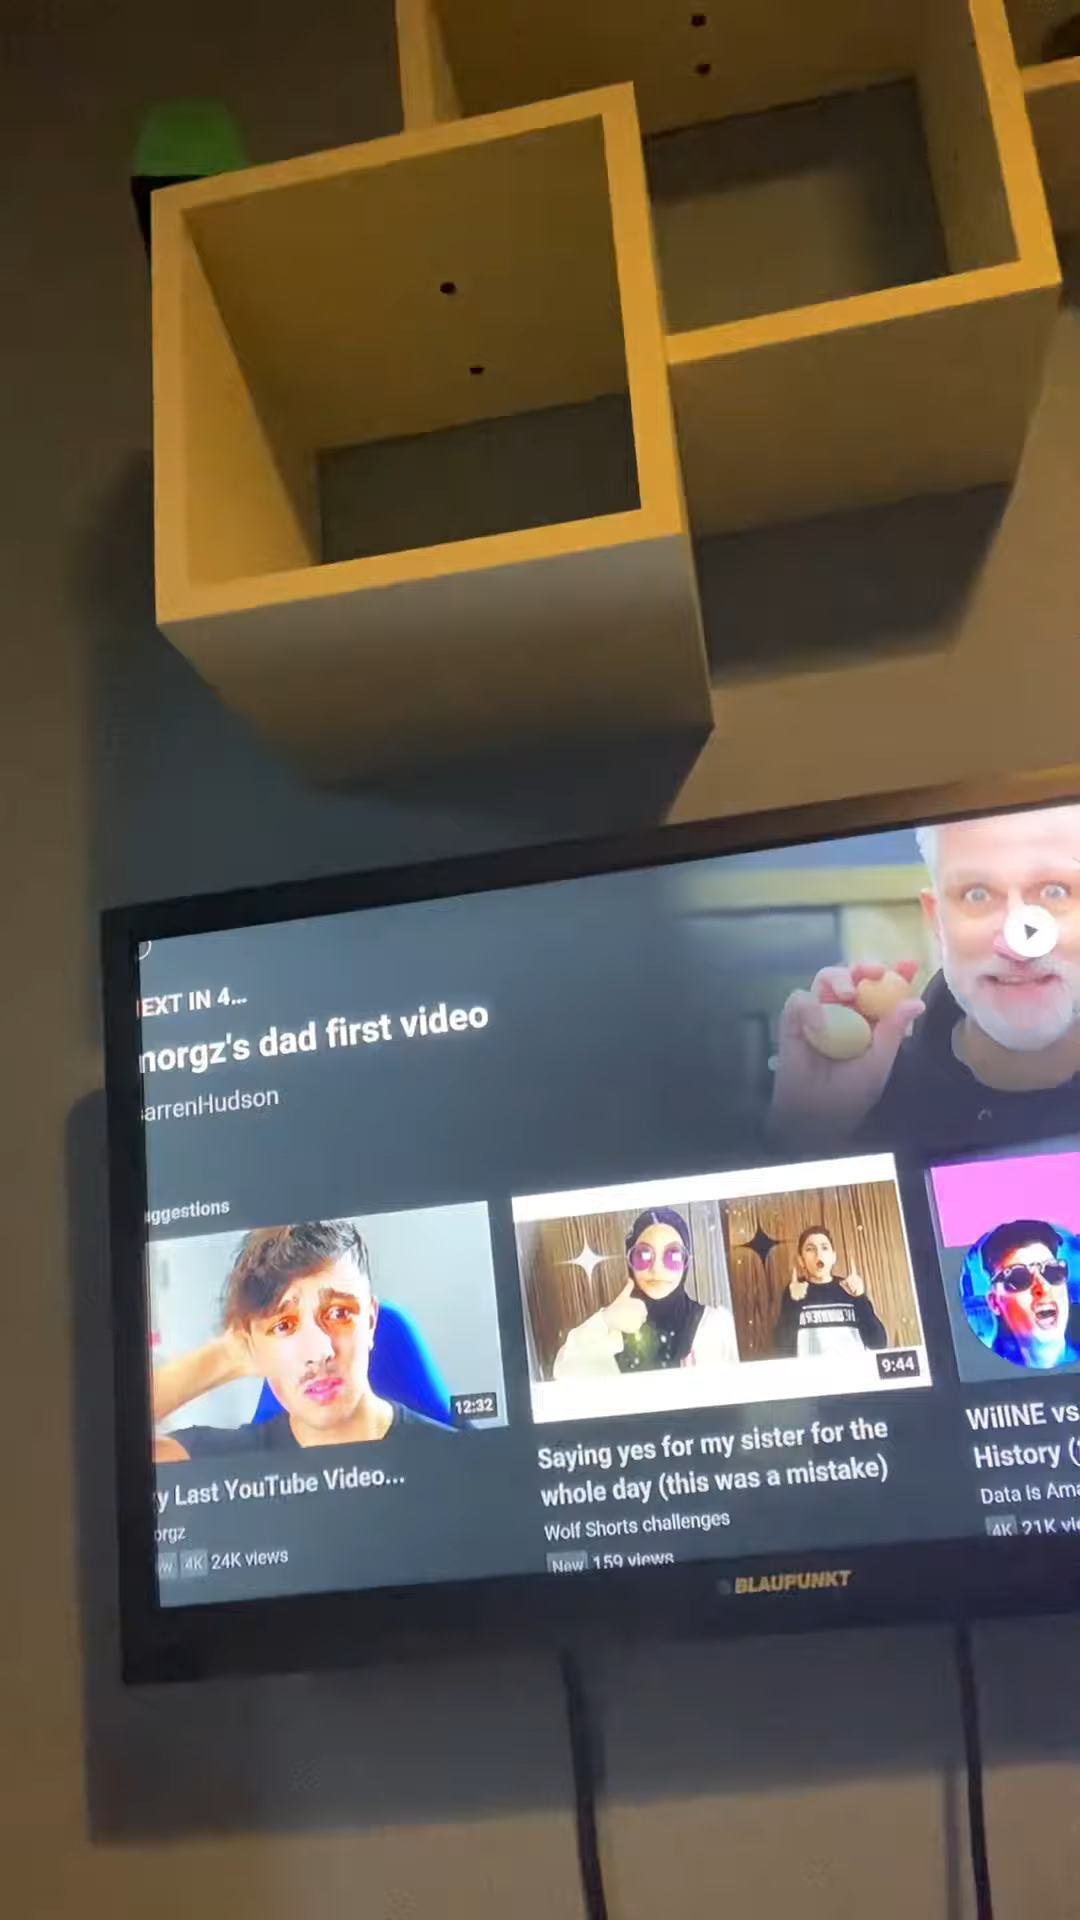 EXT IN 4...
morgz's dad first video
arrenHudson
ggestions
12:32
9:44
y Last YouTube Video...
orgz
w 4K 24K views
Saying yes for my sister for the
whole day (this was a mistake)
Wolf Shorts challenges
New 159 views
WillNE vs
History (
Data Is Ama
4K 21K vie
BLAUPUNKT